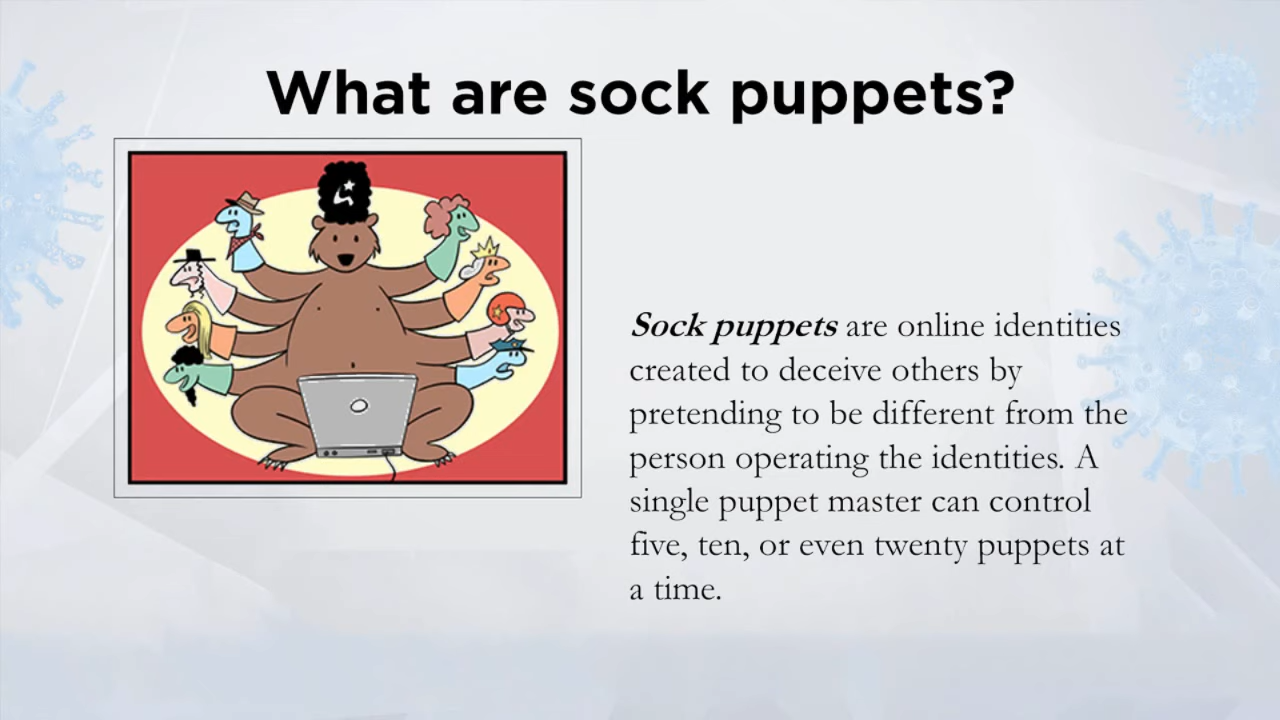 What are sock puppets?
Sock puppets are online identities
created to deceive others by
pretending to be different from the
person operating the identities. A
single puppet master can control
five, ten, or even twenty puppets at
a time.